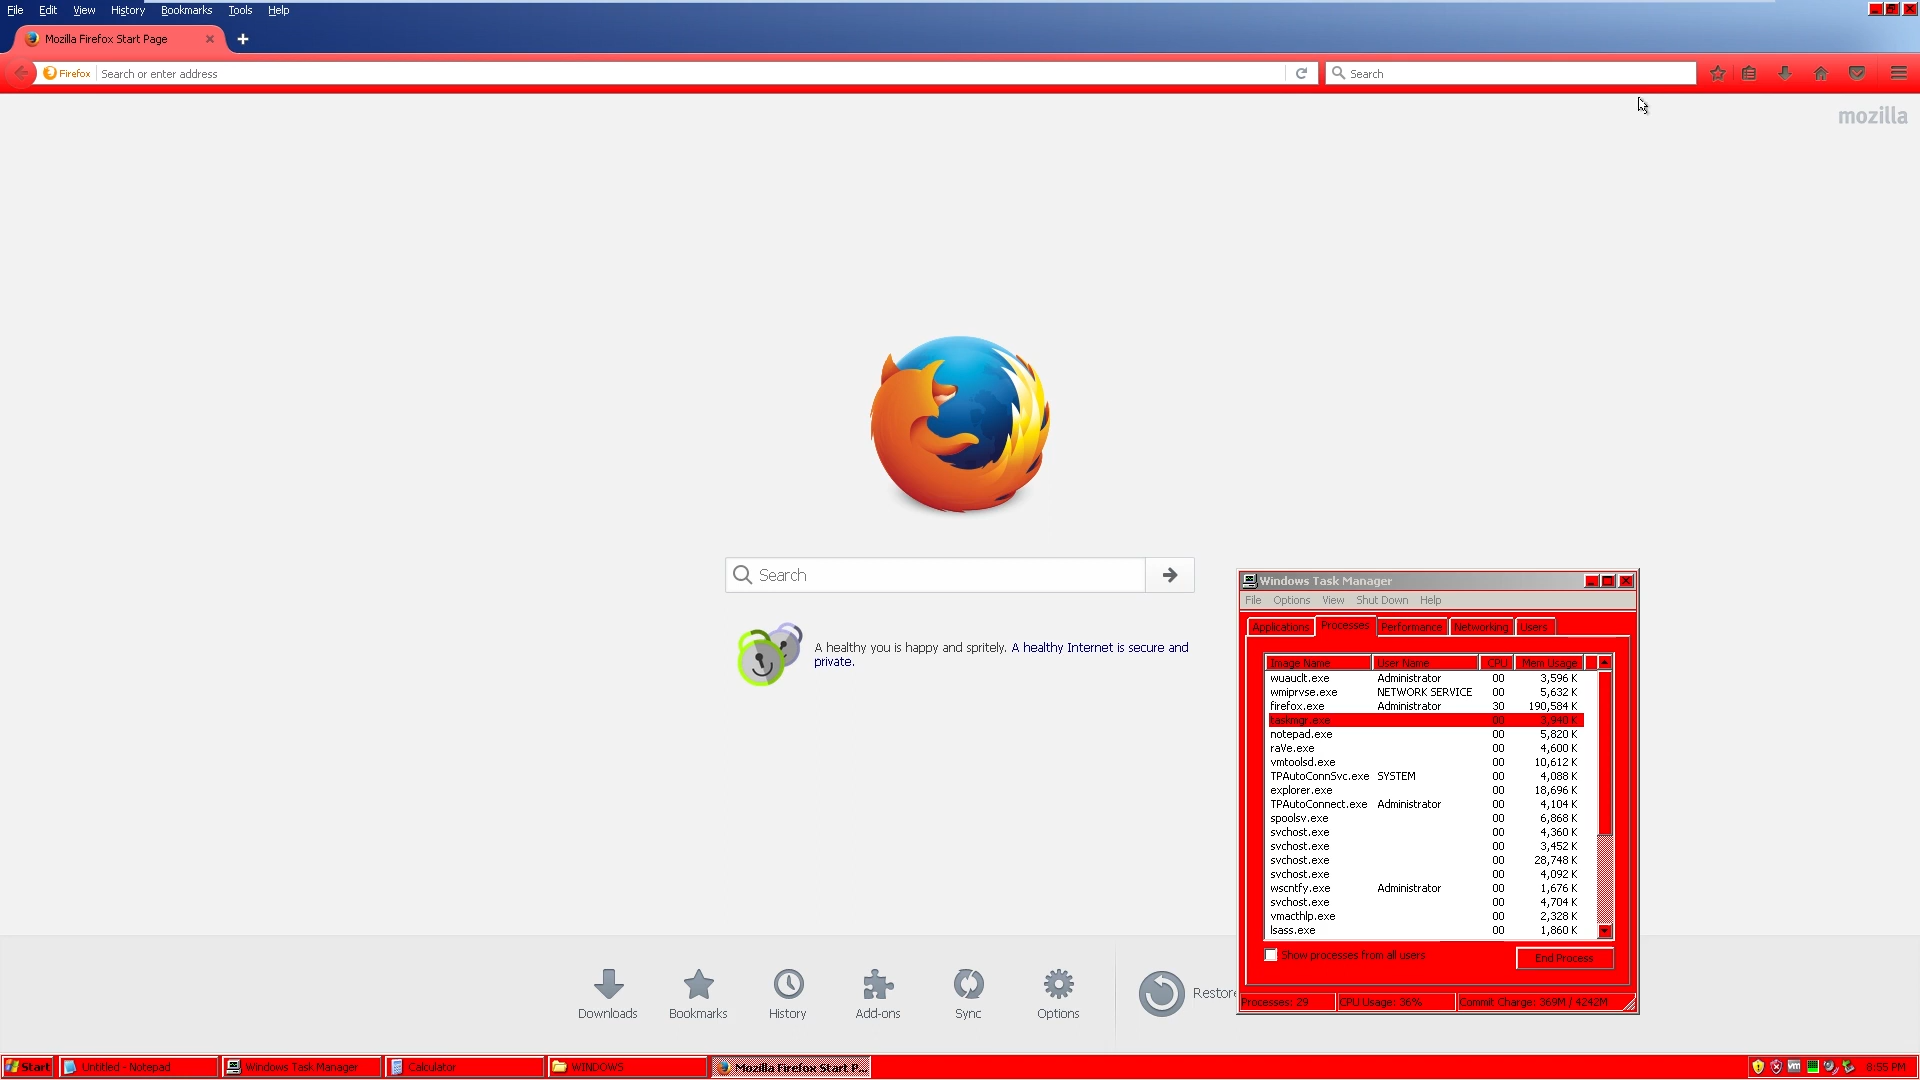 File Edit View History Bookmarks Tools Help
Mozilla Firefox Start Page
Firefox Search or enter address
Search
mozilla
Search
A healthy you is happy and spritely. A healthy Internet is secure and
private.
Downloads
Bookmarks
History
Add-ons
Sync
Options
Restore
Windows Task Manager
File Options View Shut Down Help
Applications Processes Performance Networking Users
Image Name User Name CPU Mem Usage
wuauclt.exe Administrator 00 3,596 K
wmiprvse.exe NETWORK SERVICE 00 5,632 K
firefox.exe Administrator 30 190,584 K
taskmgr.exe 00 3,940 K
notepad.exe 00 5,820 K
raVe.exe 00 4,600 K
vmtoolsd.exe 00 10,612 K
TPAutoConnSvc.exe SYSTEM 00 4,088 K
explorer.exe 00 18,696 K
TPAutoConnect.exe Administrator 00 4,104 K
spoolsv.exe 00 6,868 K
svchost.exe 00 4,360 K
svchost.exe 00 3,452 K
svchost.exe 00 28,748 K
svchost.exe 00 4,092 K
wscntfy.exe Administrator 00 1,676 K
svchost.exe 00 4,704 K
vmacthlp.exe 00 2,328 K
lsass.exe 00 1,860 K
Show processes from all users
End Process
Processes: 29 CPU Usage: 36% Commit Charge: 369M / 4242M
Start Untitled - Notepad Windows Task Manager Calculator WINDOWS Mozilla Firefox Start P... 8:55 PM